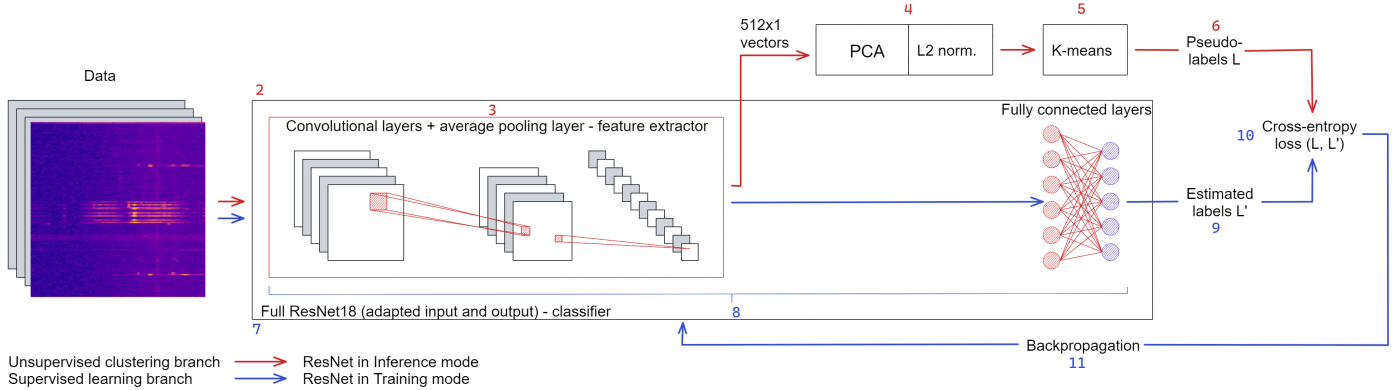 4
5
512x1
vectors
6
PCA
L2 norm.
K-means
Pseudo-
labels L
Data
2
3
Fully connected layers
Convolutional layers + average pooling layer - feature extractor
10
Cross-entropy
loss (L, L')
Estimated
labels L'
9
Full ResNet18 (adapted input and output) - classifier
8
7
Backpropagation
11
Unsupervised clustering branch
ResNet in Inference mode
Supervised learning branch
ResNet in Training mode